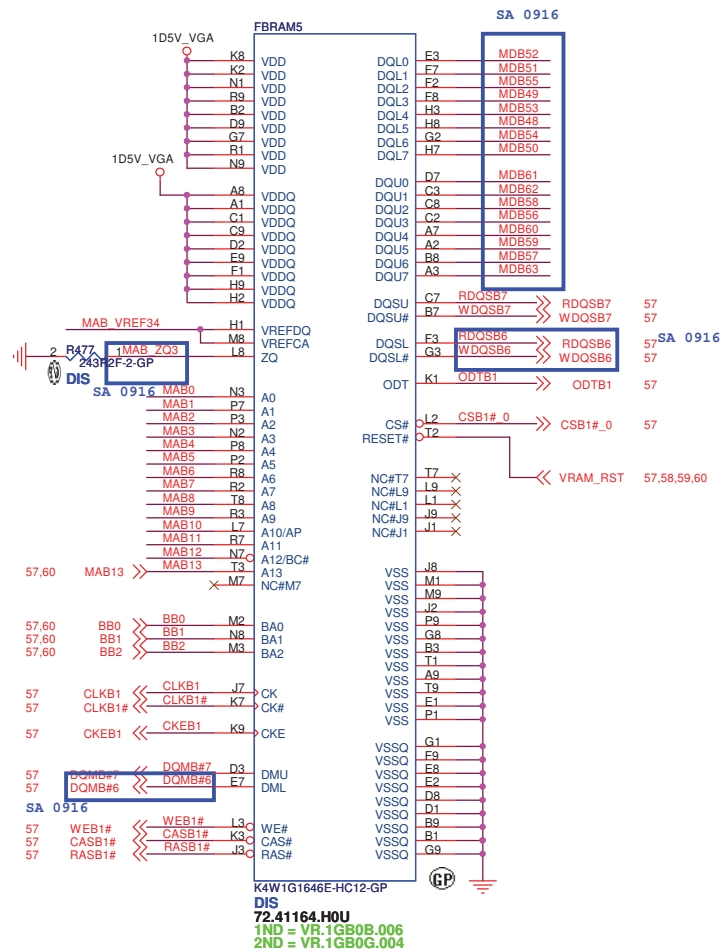 SA 0916
FBRAM5
1D5V_VGA
K8 VDD DQL0 E3 MDB52
K2 VDD DQL1 F7 MDB51
N1 VDD DQL2 F2 MDB55
R9 VDD DQL3 F8 MDB49
B2 VDD DQL4 H3 MDB53
D9 VDD DQL5 H8 MDB48
G7 VDD DQL6 G2 MDB54
R1 VDD DQL7 H7 MDB50
N9 VDD
1D5V_VGA
DQU0 D7 MDB61
A8 VDDQ DQU1 C3 MDB62
A1 VDDQ DQU2 C8 MDB58
C1 VDDQ DQU3 C2 MDB56
C9 VDDQ DQU4 A7 MDB60
D2 VDDQ DQU5 A2 MDB59
E9 VDDQ DQU6 B8 MDB57
F1 VDDQ DQU7 A3 MDB63
H9 VDDQ
H2 VDDQ
DQSU C7 RDQSB7 RDQSB7 57
DQSU# B7 WDQSB7 WDQSB7 57
MAB_VREF34 H1 VREFDQ
M8 VREFCA
DQSL F3 RDQSB6 RDQSB6 57
SA 0916
2 R477 1 MAB_ZQ3 L8 ZQ DQSL# G3 WDQSB6 WDQSB6 57
243R2F-2-GP
DIS
SA 0916
ODT K1 ODTB1 ODTB1 57
MAB0 N3 A0
MAB1 P7 A1
MAB2 P3 A2
CS# L2 CSB1#_0 CSB1#_0 57
MAB3 N2 A3
RESET# T2
MAB4 P8 A4
MAB5 P2 A5
MAB6 R8 A6
MAB7 R2 A7
VRAM_RST 57,58,59,60
NC#T7 T7
MAB8 T8 A8
NC#L9 L9
MAB9 R3 A9
NC#L1 L1
MAB10 L7 A10/AP
NC#J9 J9
MAB11 R7 A11
NC#J1 J1
MAB12 N7 A12/BC#
57,60 MAB13 MAB13 T3 A13
M7 NC#M7
VSS J8
VSS M1
VSS M9
VSS J2
57,60 BB0 BB0 M2 BA0 VSS P9
57,60 BB1 BB1 N8 BA1 VSS G8
57,60 BB2 BB2 M3 BA2 VSS B3
VSS T1
VSS A9
57 CLKB1 CLKB1 J7 CK VSS T9
57 CLKB1# CLKB1# K7 CK# VSS E1
VSS P1
57 CKEB1 CKEB1 K9 CKE
VSSQ G1
VSSQ F9
57 DQMB#7 DQMB#7 D3 DMU VSSQ E8
57 DQMB#6 DQMB#6 E7 DML VSSQ E2
SA 0916
VSSQ D8
VSSQ D1
57 WEB1# WEB1# L3 WE# VSSQ B9
57 CASB1# CASB1# K3 CAS# VSSQ B1
57 RASB1# RASB1# J3 RAS# VSSQ G9
GP
K4W1G1646E-HC12-GP
DIS
72.41164.H0U
1ND = VR.1GB0B.006
2ND = VR.1GB0G.004